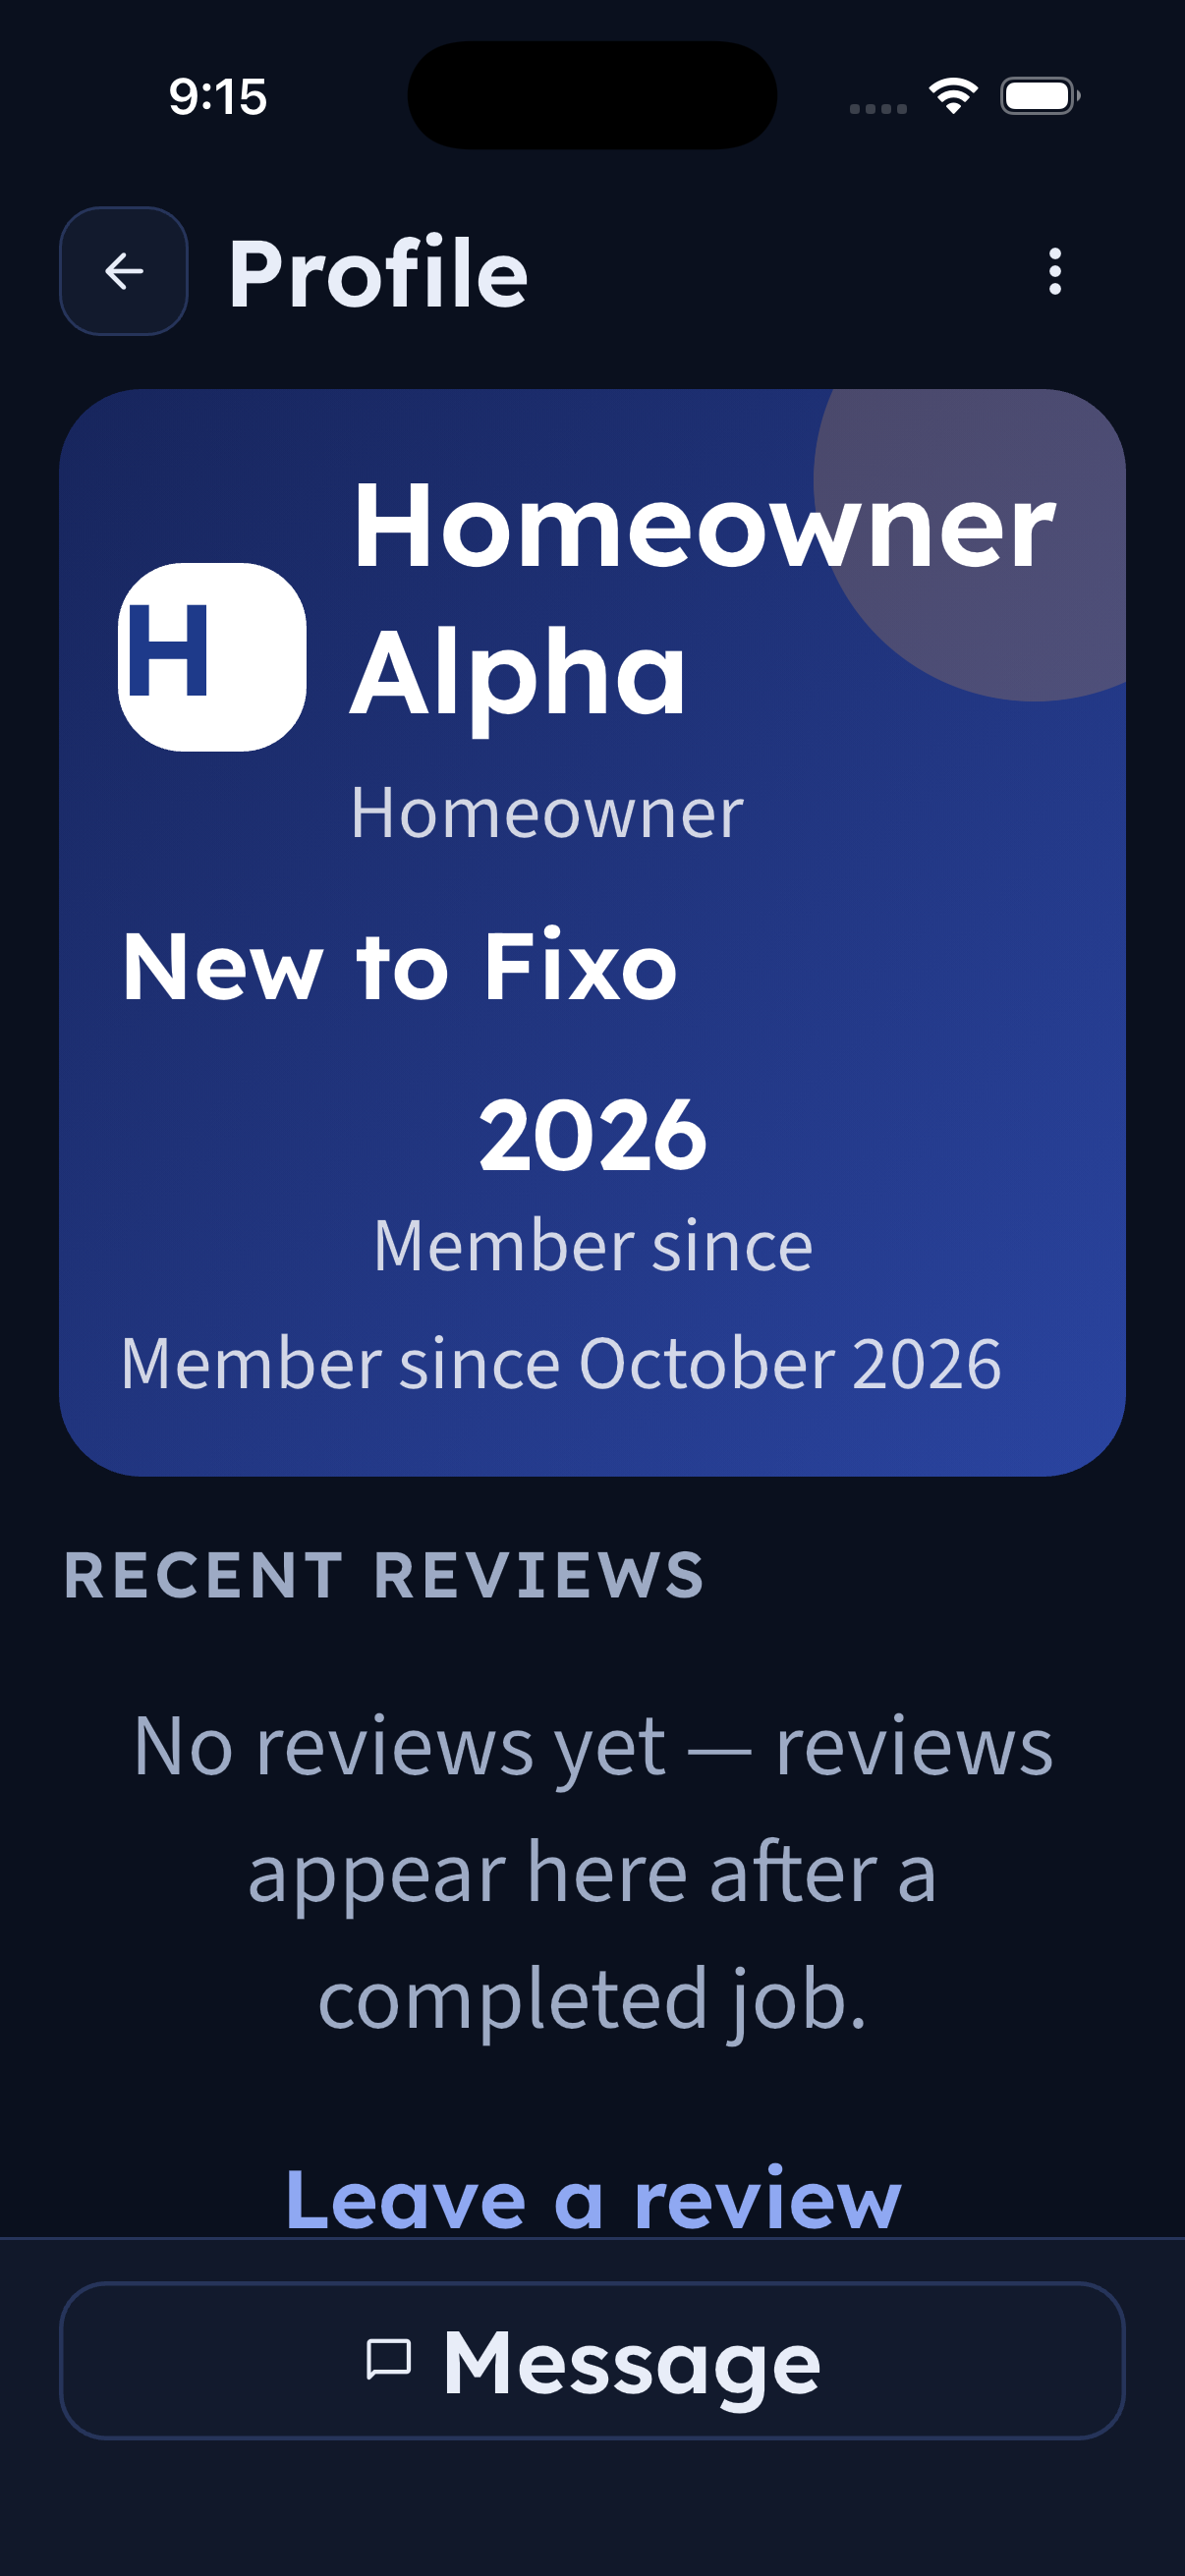 9:15
Profile
Homeowner
H
Alpha
Homeowner
New to Fixo
2026
Member since
Member since October 2026
RECENT REVIEWS
No reviews yet — reviews
appear here after a
completed job.
Leave a review
Message